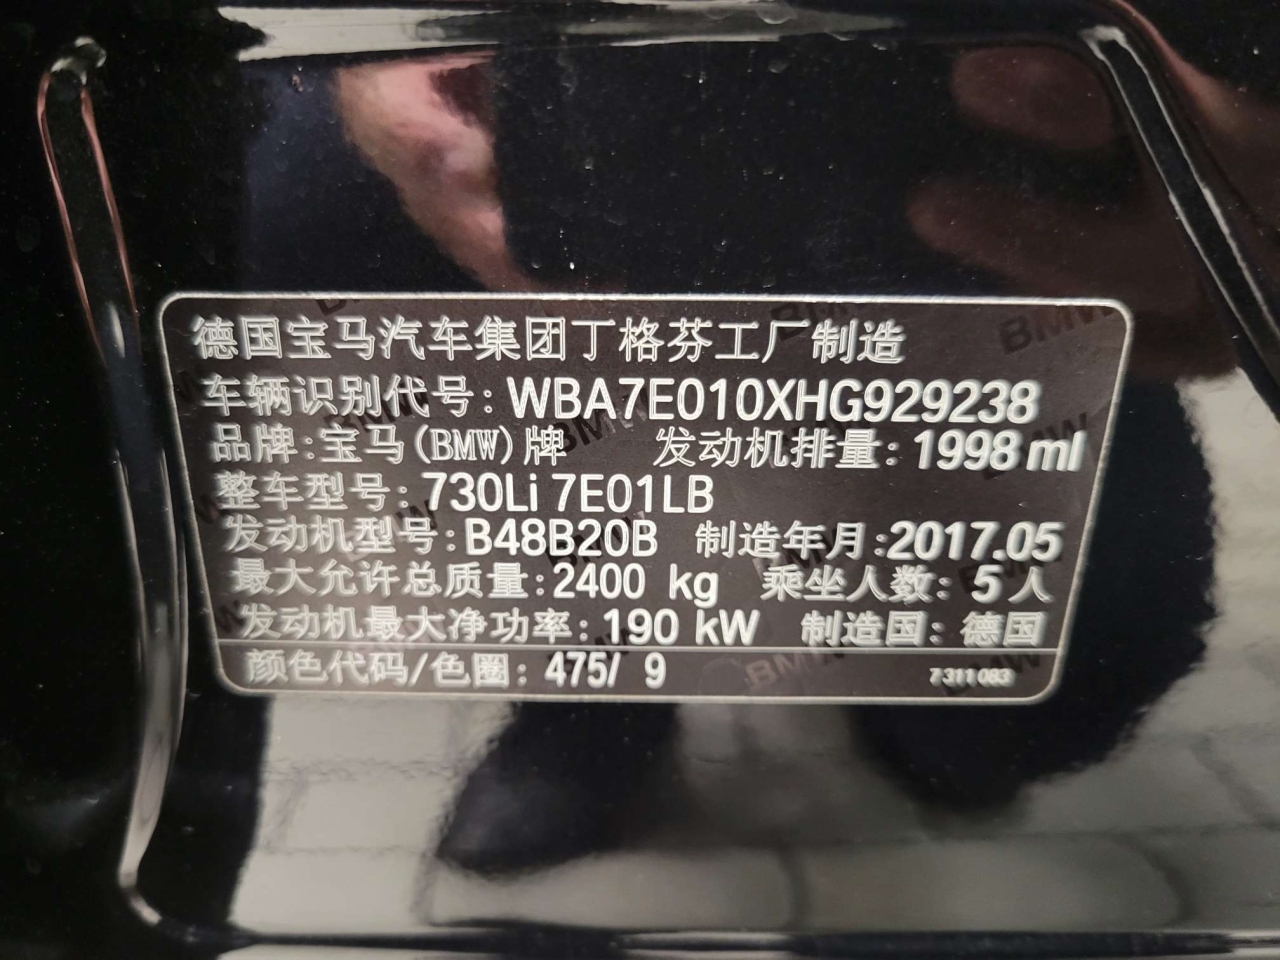 德国宝马汽车集团丁格芬工厂制造
车辆识别代号: WBA7E010XHG929238
品牌: 宝马(BMW)牌 发动机排量: 1998 ml
整车型号: 730Li 7E01LB
发动机型号: B48B20B 制造年月: 2017.05
最大允许总质量: 2400 kg 乘坐人数: 5 人
发动机最大净功率: 190 kW 制造国: 德国
颜色代码/色圈: 475/ 9 7311083